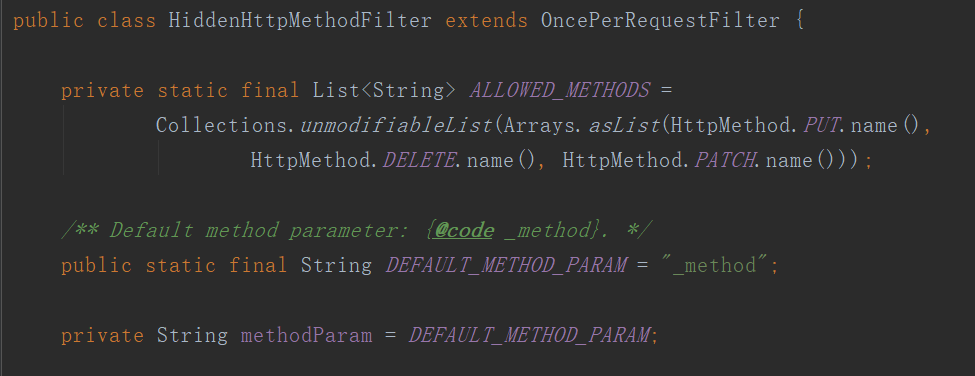 public class HiddenHttpMethodFilter extends OncePerRequestFilter {
private static final List<String> ALLOWED_METHODS =
Collections.unmodifiableList(Arrays.asList(HttpMethod.PUT.name(),
HttpMethod.DELETE.name(), HttpMethod.PATCH.name()));
/** Default method parameter: {@code _method}. */
public static final String DEFAULT_METHOD_PARAM = "_method";
private String methodParam = DEFAULT_METHOD_PARAM;